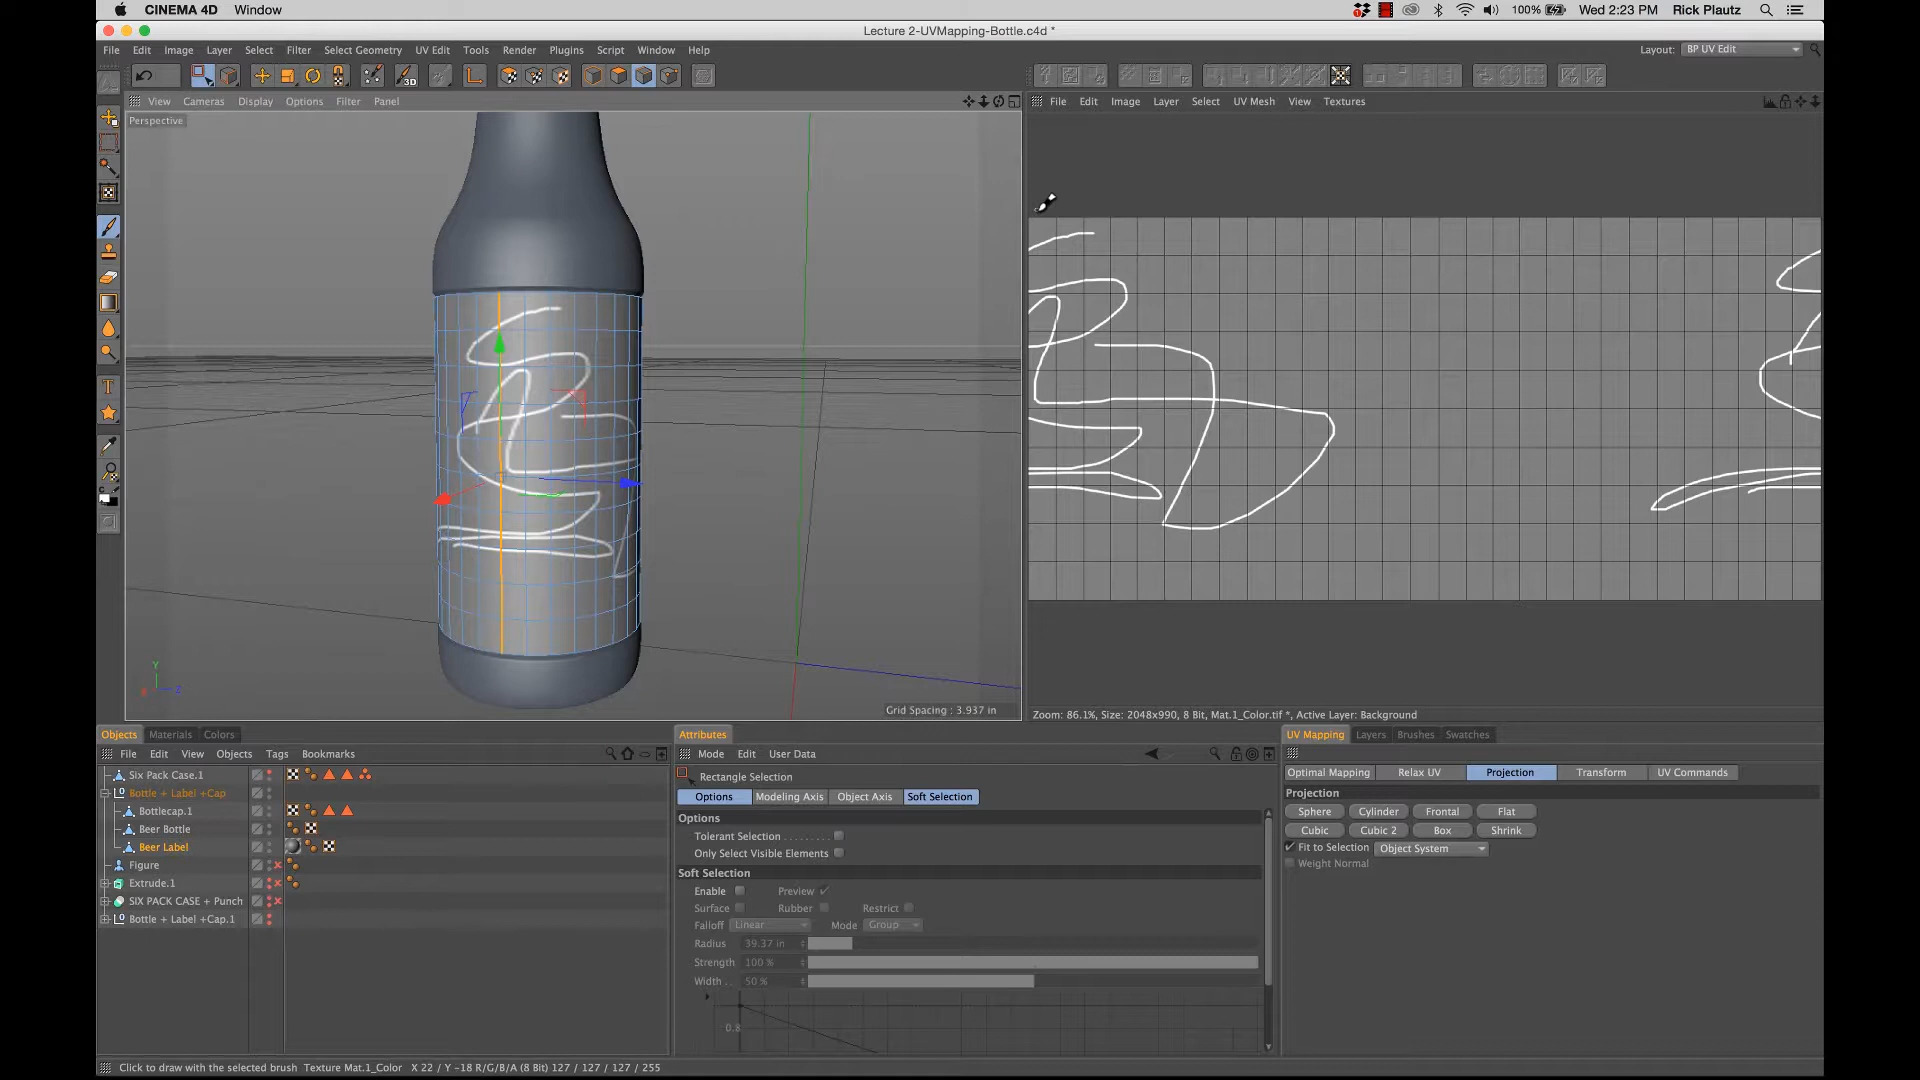 CINEMA 4D Window 100% Wed 2:23 PM Rick Plautz
Lecture 2-UVMapping-Bottle.c4d *
File Edit Image Layer Select Filter Select Geometry UV Edit Tools Render Plugins Script Window Help Layout: BP UV Edit
3D
View Cameras Display Options Filter Panel
File Edit Image Layer Select UV Mesh View Textures
Perspective
Y
X Z
Grid Spacing : 3.937 in
Zoom: 86.1%, Size: 2048x990, 8 Bit, Mat.1_Color.tif *, Active Layer: Background
Objects Materials Colors
File Edit View Objects Tags Bookmarks
Six Pack Case.1
Bottle + Label +Cap
Bottlecap.1
Beer Bottle
Beer Label
Figure
Extrude.1
SIX PACK CASE + Punch
Bottle + Label +Cap.1
Attributes
Mode Edit User Data
Rectangle Selection
Options Modeling Axis Object Axis Soft Selection
Options
Tolerant Selection
Only Select Visible Elements
Soft Selection
Enable Preview
Surface Rubber Restrict
Falloff Linear Mode Group
Radius 39.37 in
Strength 100 %
Width . . 50 %
0.8
UV Mapping Layers Brushes Swatches
Optimal Mapping Relax UV Projection Transform UV Commands
Projection
Sphere Cylinder Frontal Flat
Cubic Cubic 2 Box Shrink
Fit to Selection Object System
Weight Normal
Click to draw with the selected brush Texture Mat.1_Color X 22 / Y -18 R/G/B/A (8 Bit) 127 / 127 / 127 / 255